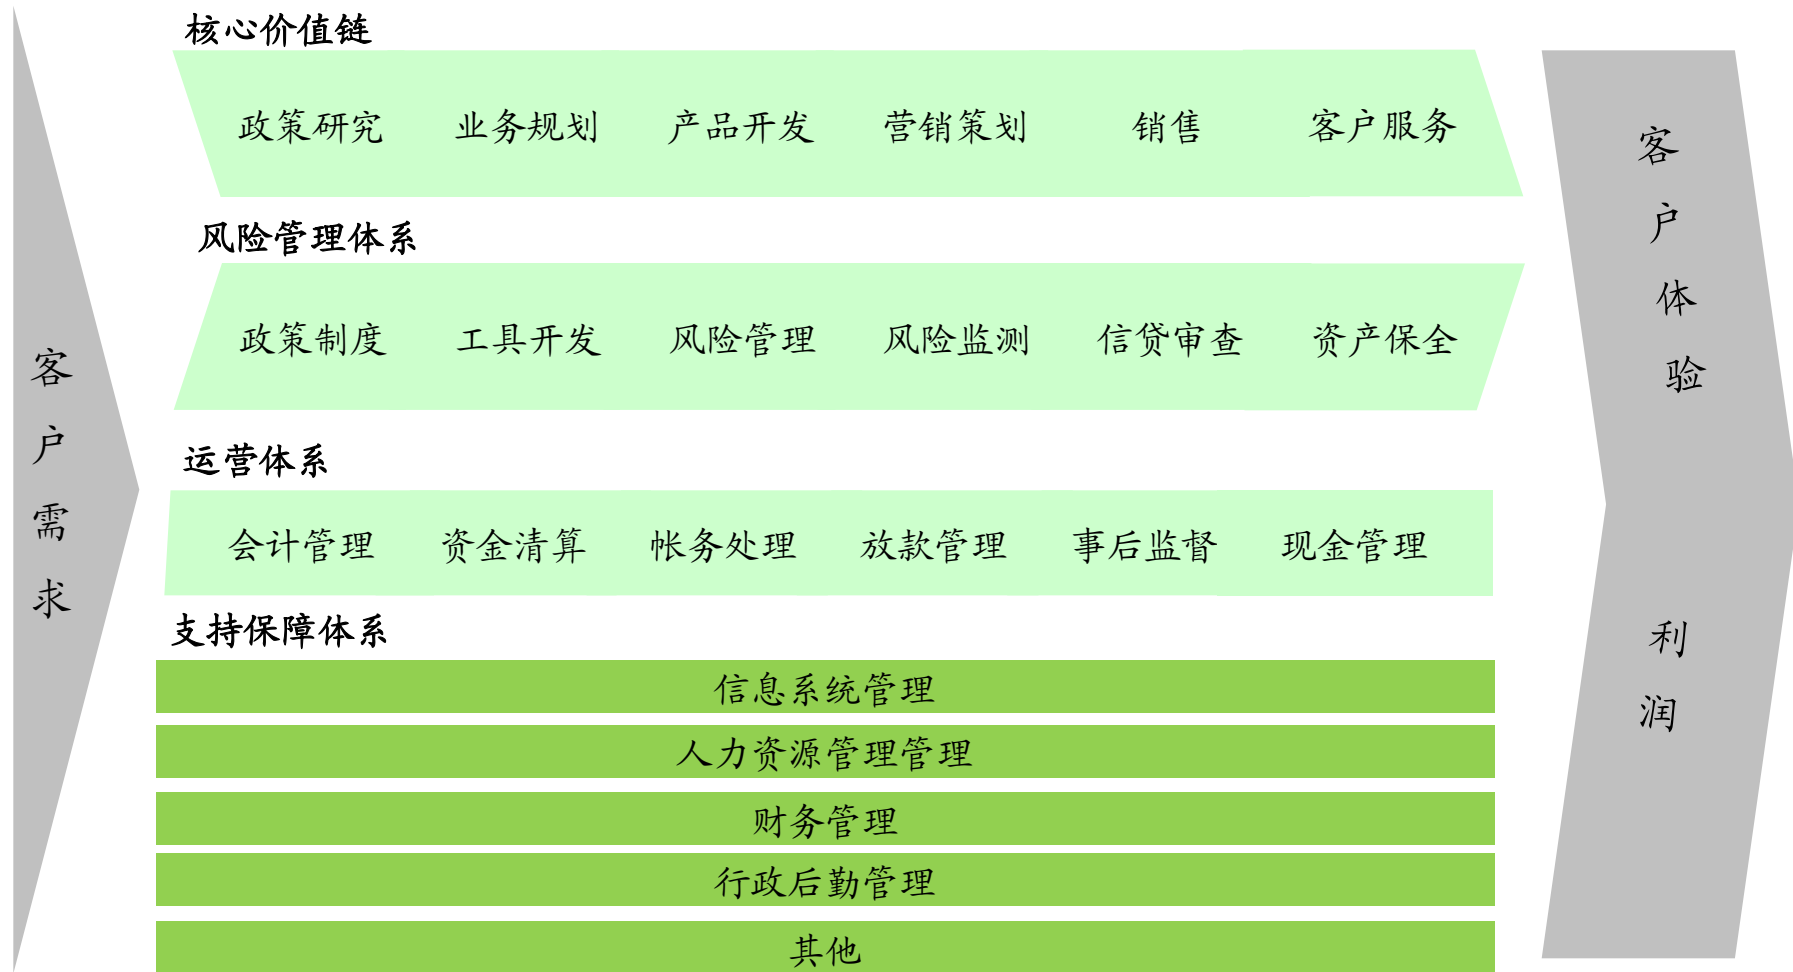 核心价值链
政策研究 业务规划 产品开发 营销策划 销售 客户服务
风险管理体系
政策制度 工具开发 风险管理 风险监测 信贷审查 资产保全
运营体系
会计管理 资金清算 帐务处理 放款管理 事后监督 现金管理
支持保障体系
信息系统管理
人力资源管理管理
财务管理
行政后勤管理
其他
客户需求
客户体验
利润